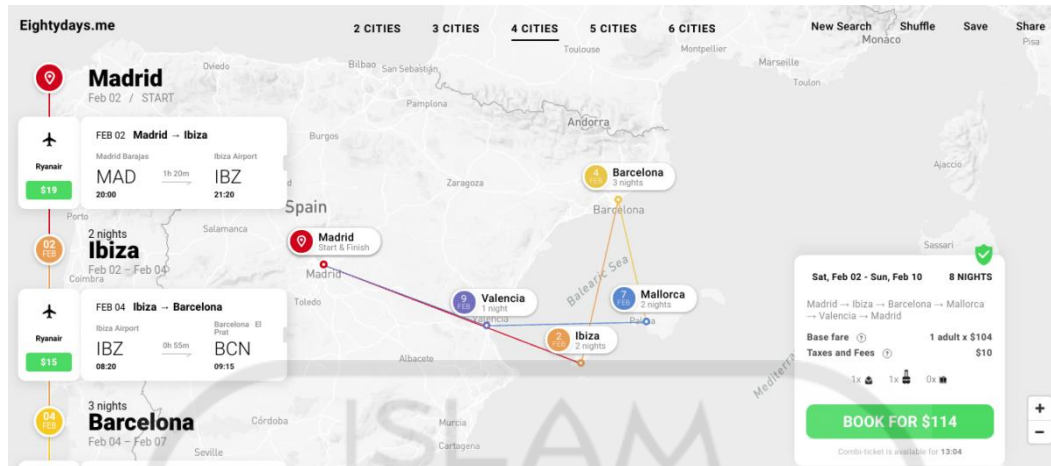 Eightydays.me
2 CITIES
3 CITIES
4 CITIES
5 CITIES
6 CITIES
New Search
Shuffle
Save
Share
Madrid
Feb 02 / START
FEB 02 Madrid → Ibiza
Ryanair
$19
Madrid Barajas
Ibiza Airport
MAD
1h 20m
IBZ
20:00
21:20
2 nights
02
FEB
Ibiza
Feb 02 – Feb 04
FEB 04 Ibiza → Barcelona
Ryanair
$15
Ibiza Airport
Barcelona El
Prat
IBZ
0h 55m
BCN
08:20
09:15
3 nights
04
FEB
Barcelona
Feb 04 – Feb 07
Oviedo
Bilbao
San Sebastián
Toulouse
Montpellier
Marseille
Monaco
Pisa
Toulon
Pamplona
Burgos
Andorra
Zaragoza
Ajaccio
Porto
Salamanca
Spain
Coimbra
Madrid
Toledo
Barcelona
Balearic Sea
Valencia
Palma
Albacete
Sassari
Córdoba
Murcia
Seville
Cartagena
4
FEB
Barcelona
3 nights
Madrid
Start & Finish
9
FEB
Valencia
1 night
7
FEB
Mallorca
2 nights
2
FEB
Ibiza
2 nights
Sat, Feb 02 - Sun, Feb 10
8 NIGHTS
Madrid → Ibiza → Barcelona → Mallorca
→ Valencia → Madrid
Base fare ?
1 adult x $104
Taxes and Fees ?
$10
1x
1x
0x
BOOK FOR $114
Combi-ticket is available for 13:04
+
−
ISLAM